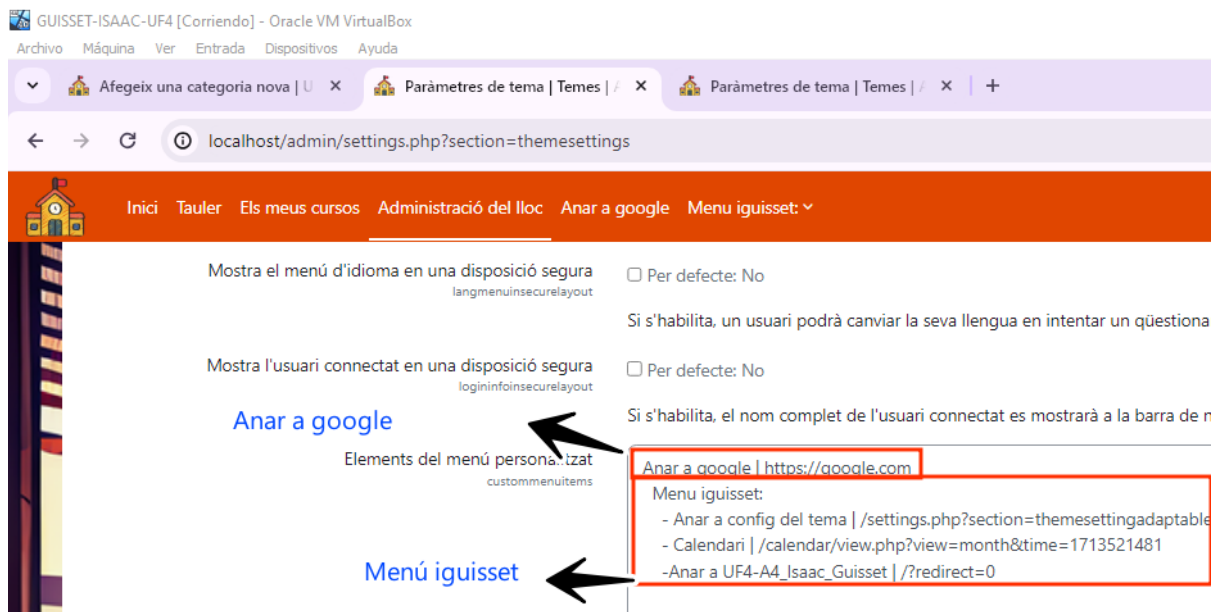 GUISSET-ISAAC-UF4 [Corriendo] - Oracle VM VirtualBox
Archivo Máquina Ver Entrada Dispositivos Ayuda
Afegeix una categoria nova | U Paràmetres de tema | Temes | A Paràmetres de tema | Temes | A
localhost/admin/settings.php?section=themesettings
Inici Tauler Els meus cursos Administració del lloc Anar a google Menu iguisset:
Mostra el menú d'idioma en una disposició segura Per defecte: No
langmenuinsecurelayout
Si s'habilita, un usuari podrà canviar la seva llengua en intentar un qüestiona
Mostra l'usuari connectat en una disposició segura Per defecte: No
logininfoinsecurelayout
Anar a google Si s'habilita, el nom complet de l'usuari connectat es mostrarà a la barra de n
Elements del menú personalitzat Anar a google | https://google.com
custommenuitems
Menu iguisset:
- Anar a config del tema | /settings.php?section=themesettingadaptable
- Calendari | /calendar/view.php?view=month&time=1713521481
Menú iguisset -Anar a UF4-A4_Isaac_Guisset | /?redirect=0